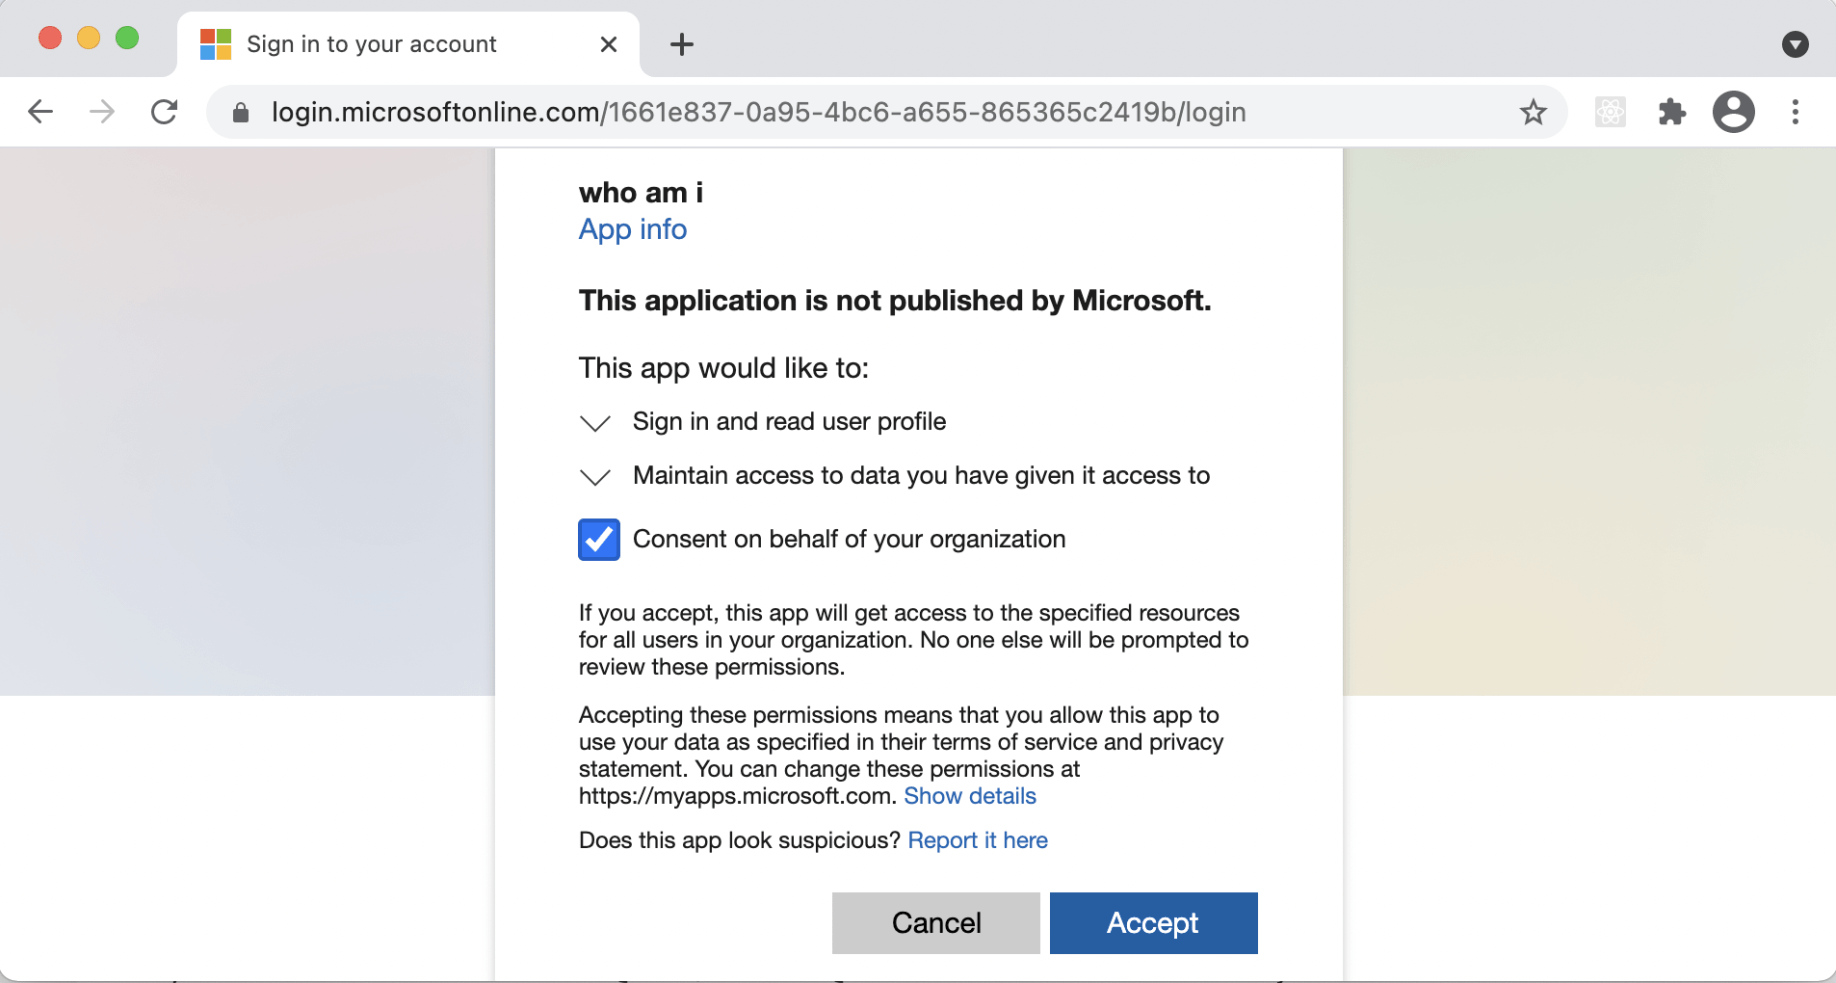 Sign in to your account
login.microsoftonline.com/1661e837-0a95-4bc6-a655-865365c2419b/login
who am i
App info
This application is not published by Microsoft.
This app would like to:
Sign in and read user profile
Maintain access to data you have given it access to
Consent on behalf of your organization
If you accept, this app will get access to the specified resources
for all users in your organization. No one else will be prompted to
review these permissions.
Accepting these permissions means that you allow this app to
use your data as specified in their terms of service and privacy
statement. You can change these permissions at
https://myapps.microsoft.com. Show details
Does this app look suspicious? Report it here
Cancel Accept